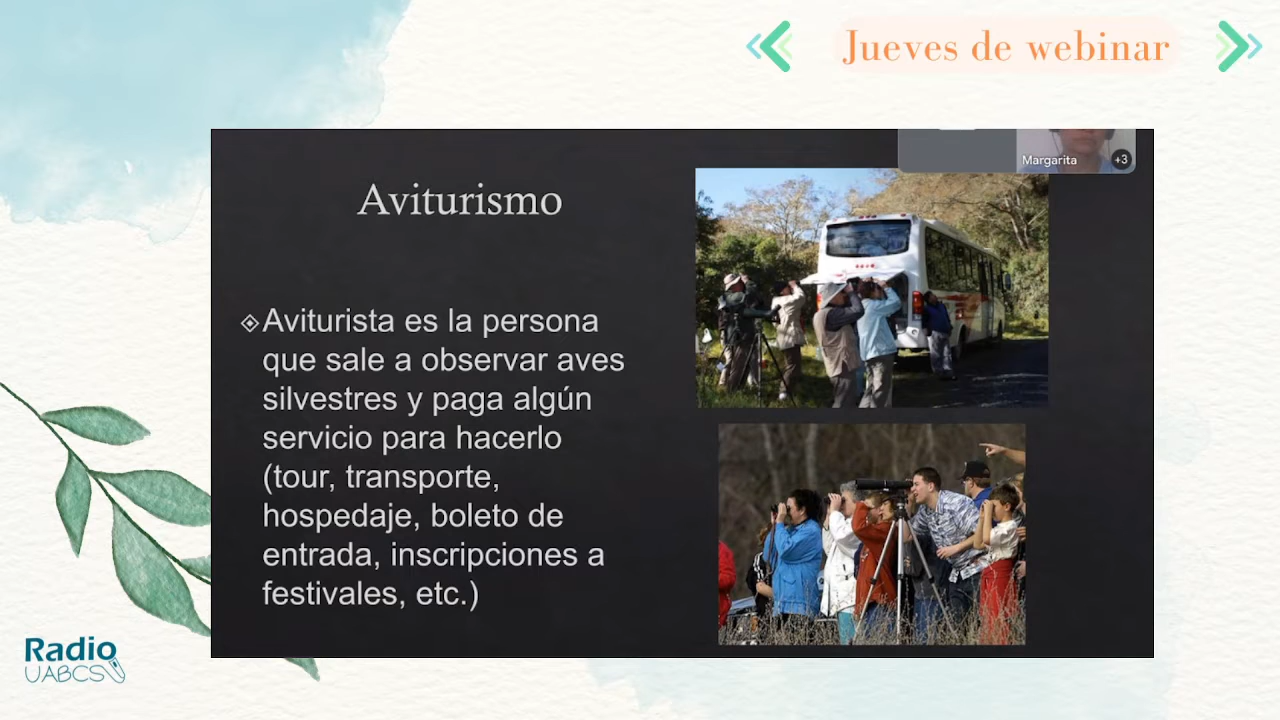 Jueves de webinar
Margarita
+3
Aviturismo
Aviturista es la persona
que sale a observar aves
silvestres y paga algún
servicio para hacerlo
(tour, transporte,
hospedaje, boleto de
entrada, inscripciones a
festivales, etc.)
Radio
UABCS